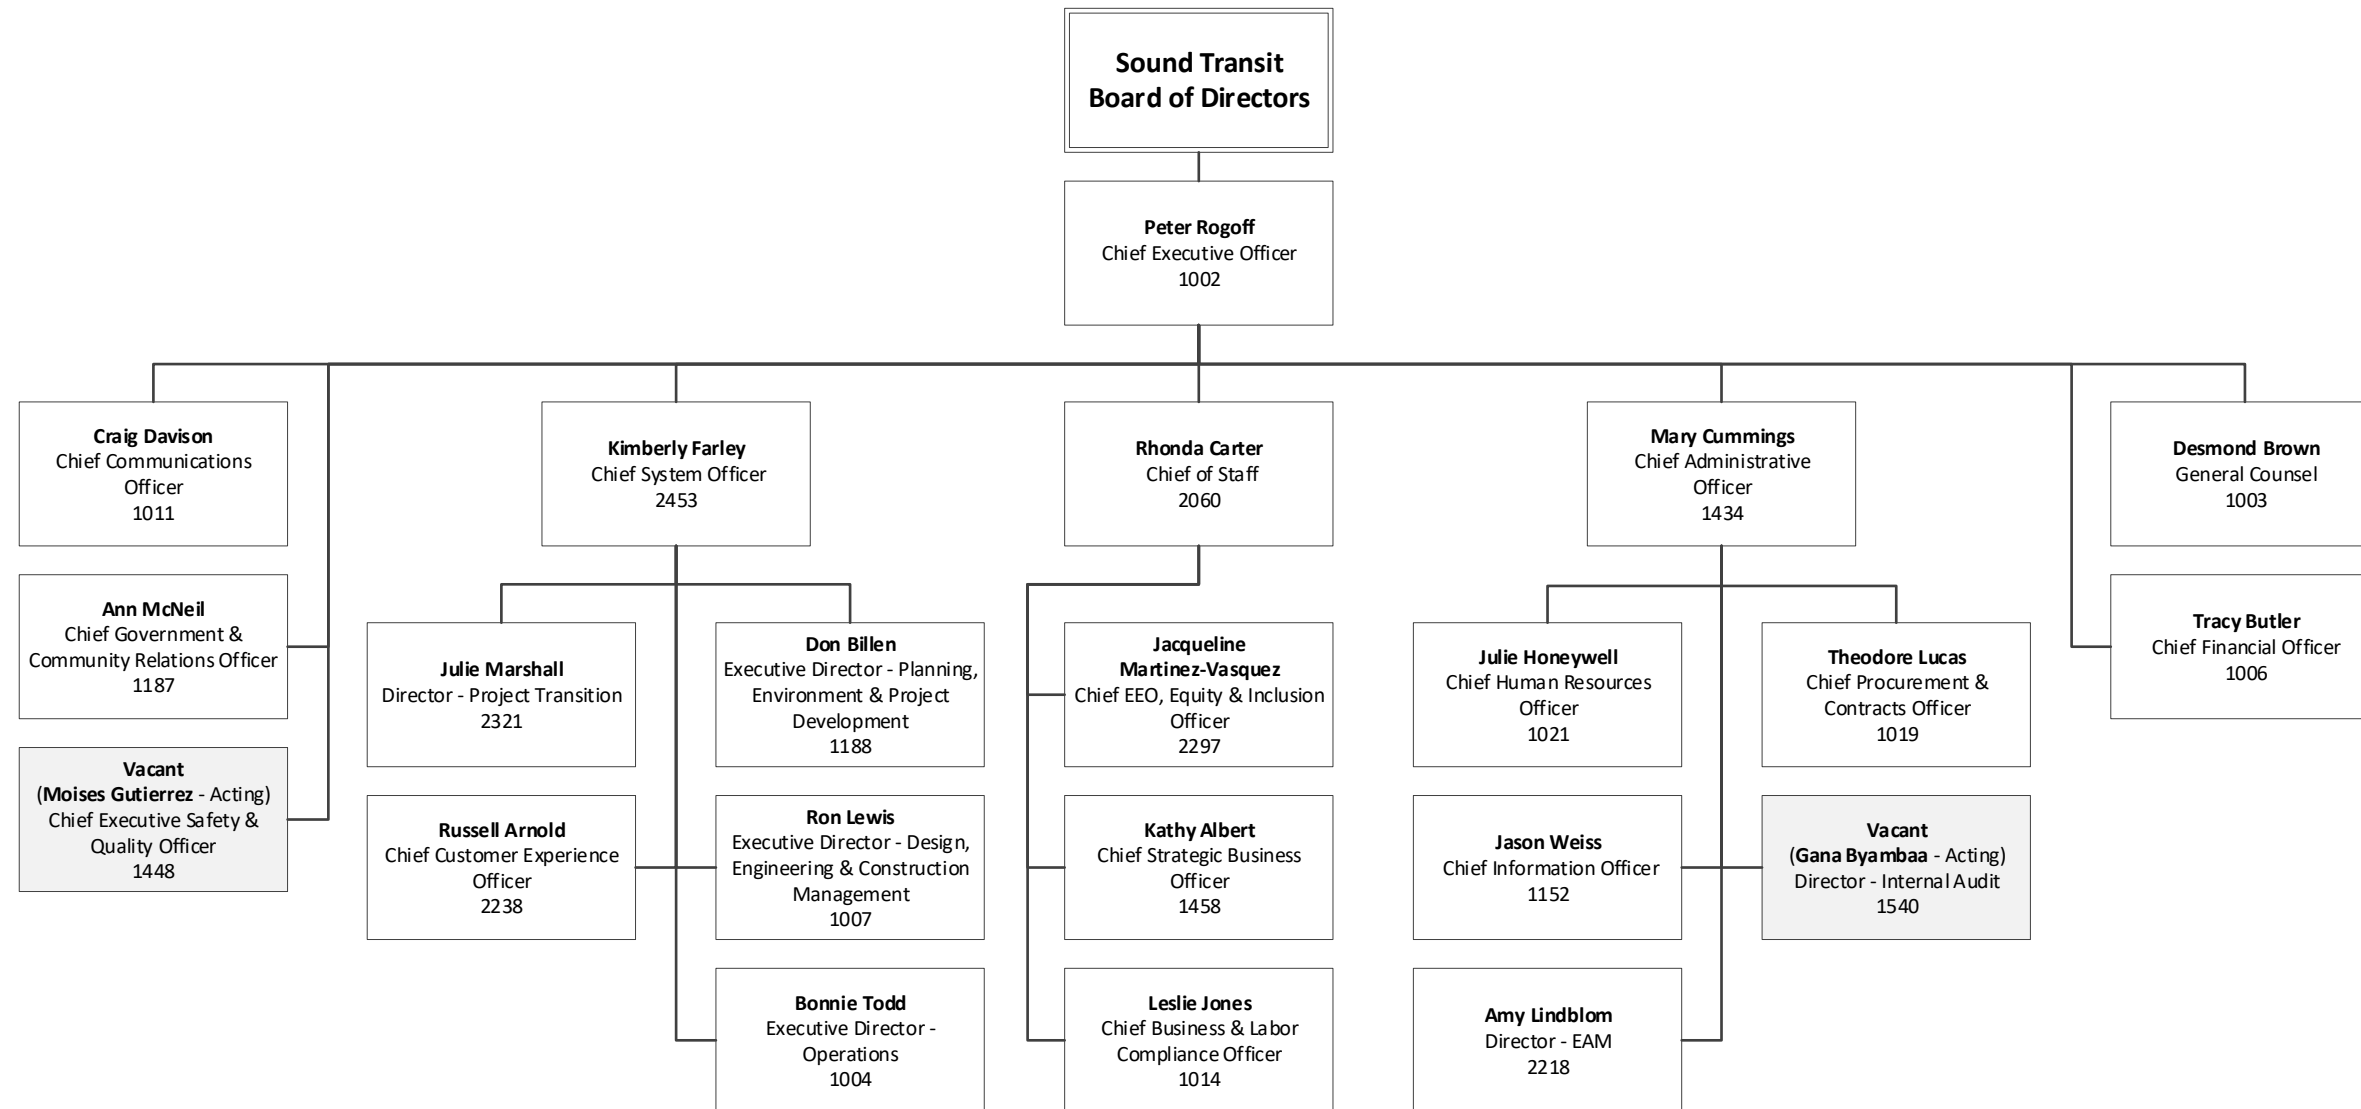 Sound Transit
Board of Directors
Peter Rogoff
Chief Executive Officer
1002
Craig Davison
Chief Communications
Officer
1011
Ann McNeil
Chief Government &
Community Relations Officer
1187
Vacant
(Moises Gutierrez - Acting)
Chief Executive Safety &
Quality Officer
1448
Kimberly Farley
Chief System Officer
2453
Julie Marshall
Director - Project Transition
2321
Don Billen
Executive Director - Planning,
Environment & Project
Development
1188
Russell Arnold
Chief Customer Experience
Officer
2238
Ron Lewis
Executive Director - Design,
Engineering & Construction
Management
1007
Bonnie Todd
Executive Director -
Operations
1004
Rhonda Carter
Chief of Staff
2060
Jacqueline
Martinez-Vasquez
Chief EEO, Equity & Inclusion
Officer
2297
Kathy Albert
Chief Strategic Business
Officer
1458
Leslie Jones
Chief Business & Labor
Compliance Officer
1014
Mary Cummings
Chief Administrative
Officer
1434
Julie Honeywell
Chief Human Resources
Officer
1021
Theodore Lucas
Chief Procurement &
Contracts Officer
1019
Jason Weiss
Chief Information Officer
1152
Vacant
(Gana Byambaa - Acting)
Director - Internal Audit
1540
Amy Lindblom
Director - EAM
2218
Desmond Brown
General Counsel
1003
Tracy Butler
Chief Financial Officer
1006